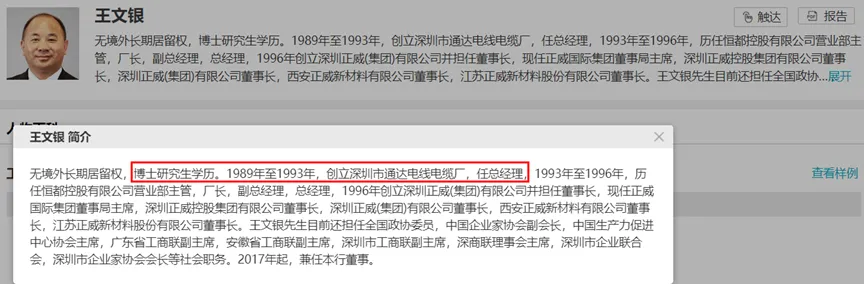 王文银
触达
报告
无境外长期居留权，博士研究生学历。1989年至1993年，创立深圳市通达电线电缆厂，任总经理，1993年至1996年，历任恒都控股有限公司营业部主
管，厂长，副总经理，总经理，1996年创立深圳正威(集团)有限公司并担任董事长，现任正威国际集团董事局主席，深圳正威控股集团有限公司董事
长，深圳正威(集团)有限公司董事长，西安正威新材料有限公司董事长，江苏正威新材料股份有限公司董事长。王文银先生目前还担任全国政协...展开
王文银 简介
无境外长期居留权，博士研究生学历。1989年至1993年，创立深圳市通达电线电缆厂，任总经理，1993年至1996年，历
任恒都控股有限公司营业部主管，厂长，副总经理，总经理，1996年创立深圳正威(集团)有限公司并担任董事长，现任正威
国际集团董事局主席，深圳正威控股集团有限公司董事长，深圳正威(集团)有限公司董事长，西安正威新材料有限公司董事
长，江苏正威新材料股份有限公司董事长。王文银先生目前还担任全国政协委员，中国企业家协会副会长，中国生产力促进
中心协会主席，广东省工商联副主席，安徽省工商联副主席，深圳市工商联副主席，深商联理事会主席，深圳市企业联合
会，深圳市企业家协会会长等社会职务。2017年起，兼任本行董事。
查看样例